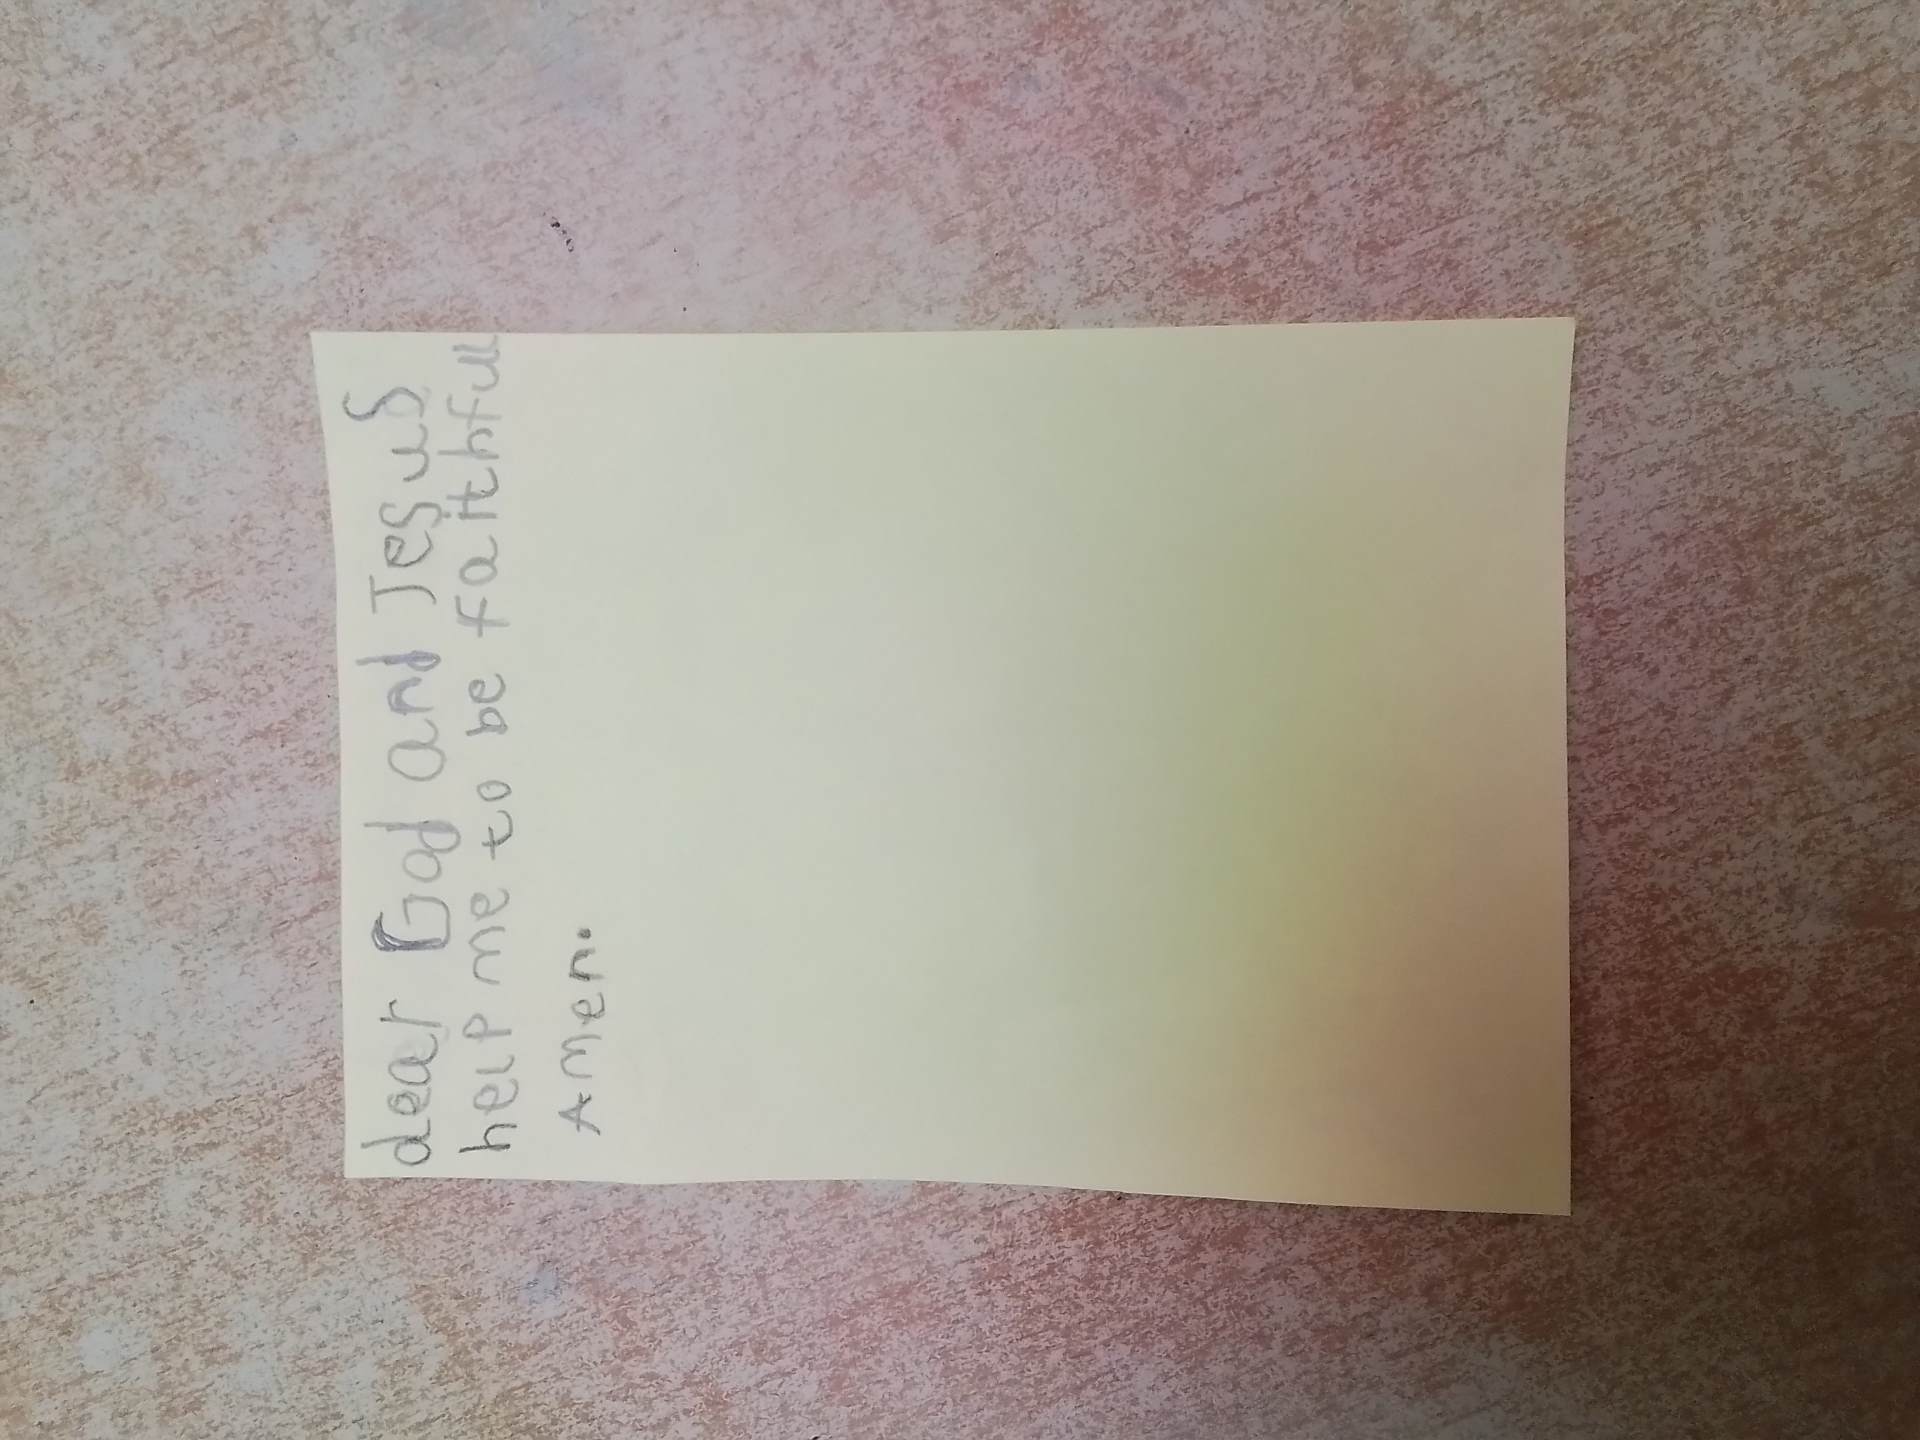 dear God and Jesus
help me to be faithfull
Amen.